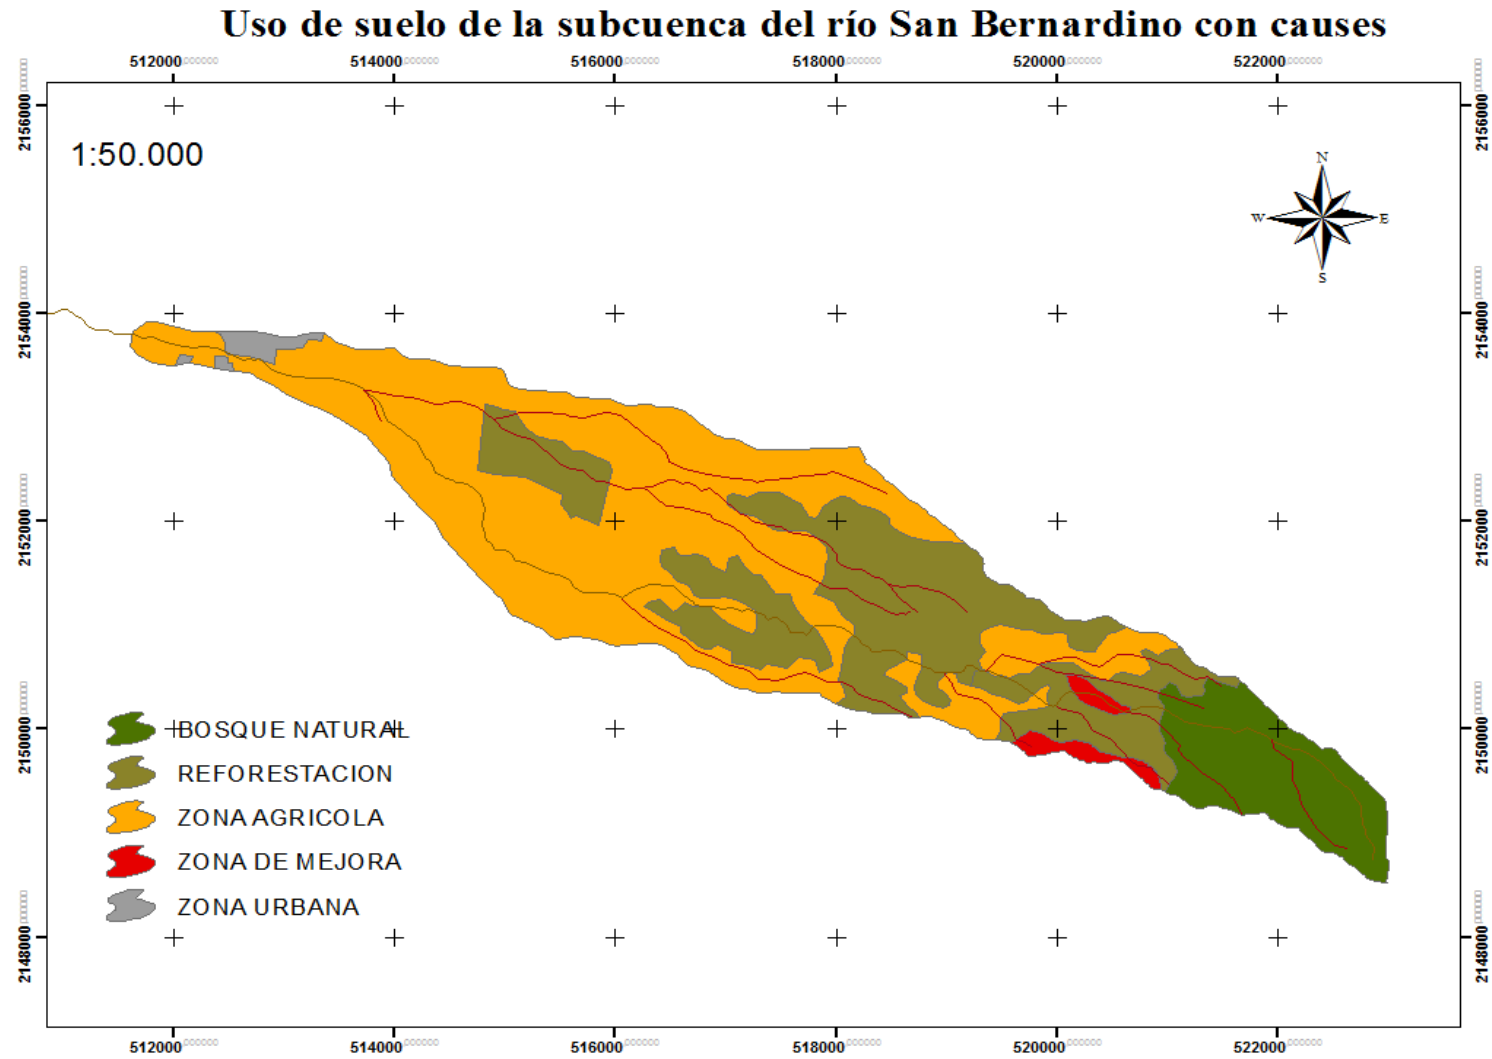 Uso de suelo de la subcuenca del río San Bernardino con causes
512000 514000 516000 518000 520000 522000
2156000 2156000
1:50.000
N
W E
S
2154000 2154000
2152000 2152000
2150000 2150000
BOSQUE NATURAL
REFORESTACION
ZONA AGRICOLA
ZONA DE MEJORA
ZONA URBANA
2148000 2148000
512000 514000 516000 518000 520000 522000